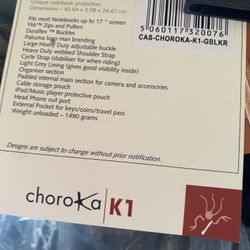 Unique notebook protection
Dimensions – 40.64 x 5.08 x 26.67 cm
Fits most Notebooks up to 17" screen
Ykk™ Zips and Pullers
Duraflex™ Buckles
Pakuma logo man branding
Large Heavy Duty adjustable buckle
Heavy Duty webbed Shoulder Strap
Cycle Strap (stabilisor for when riding)
Light Grey Lining (gives good visibility inside)
Organiser section
Padded internal main section for camera and accessories
Cable storage pouch
iPod/Music player protective pouch
Head Phone out port
External Pocket for keys/coins/travel pass
Weight unloaded – 1490 grams
Designs are subject to change without prior notification.
5 060117 320076
CAS-CHOROKA-K1-GBLKR
choroka K1